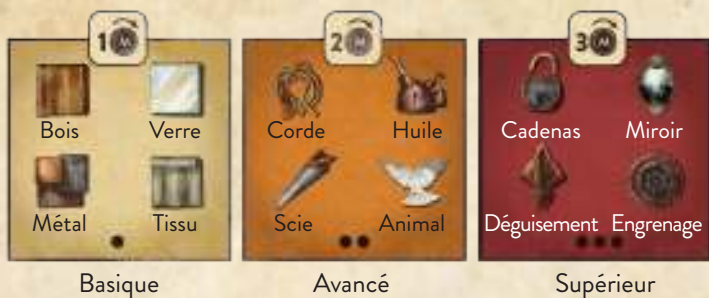 1 2 3
Bois Verre Corde Huile Cadenas Miroir
Métal Tissu Scie Animal Déguisement Engrenage
Basique Avancé Supérieur